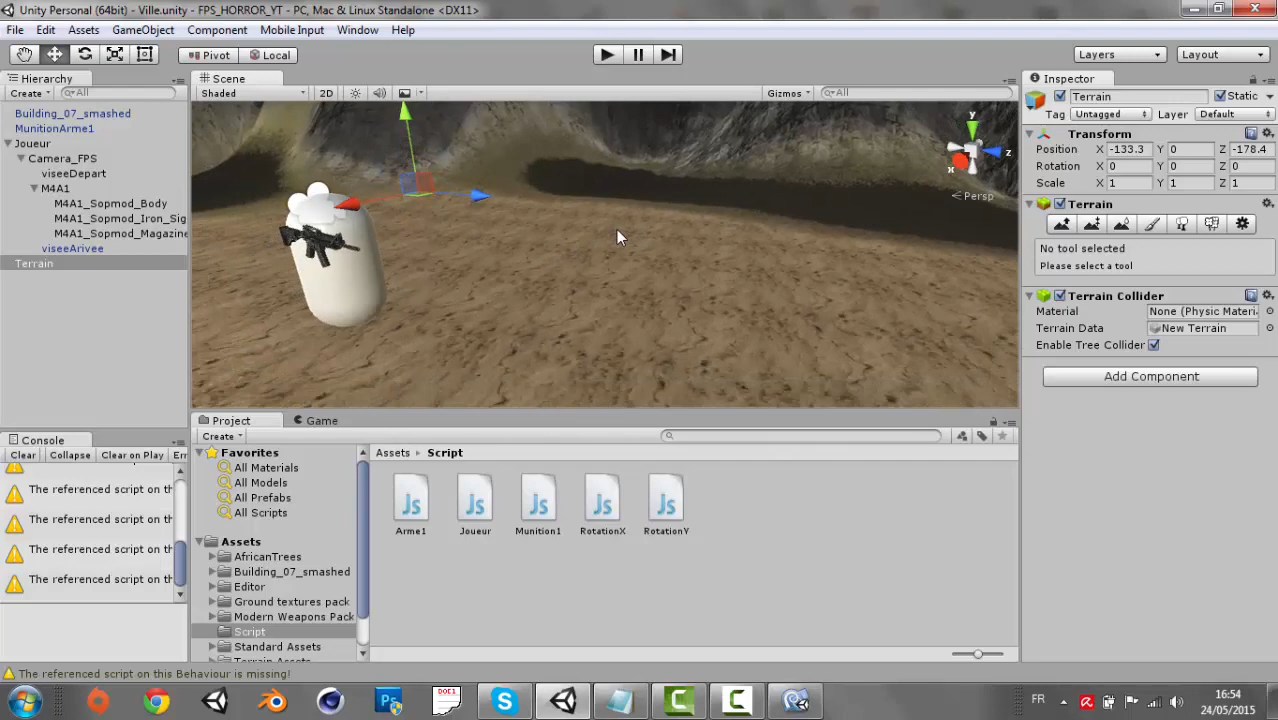 Unity Personal (64bit) - Ville.unity - FPS_HORROR_YT - PC, Mac & Linux Standalone <DX11>
File Edit Assets GameObject Component Mobile Input Window Help
Pivot Local Layers Layout
Hierarchy
Create All
Building_07_smashed
MunitionArme1
Joueur
Camera_FPS
viseeDepart
M4A1
M4A1_Sopmod_Body
M4A1_Sopmod_Iron_Sig
M4A1_Sopmod_Magazine
viseeArivee
Terrain
Scene
Shaded 2D Gizmos All
y
z
x
Persp
Inspector
Terrain Static
Tag Untagged Layer Default
Transform
Position X -133.3 Y 0 Z -178.4
Rotation X 0 Y 0 Z 0
Scale X 1 Y 1 Z 1
Terrain
No tool selected
Please select a tool
Terrain Collider
Material None (Physic Materi
Terrain Data New Terrain
Enable Tree Collider
Add Component
Console
Clear Collapse Clear on Play Er
The referenced script on th
The referenced script on th
The referenced script on th
The referenced script on th
Project Game
Create
Favorites
All Materials
All Models
All Prefabs
All Scripts
Assets
AfricanTrees
Building_07_smashed
Editor
Ground textures pack
Modern Weapons Pack
Script
Standard Assets
Terrain Assets
Assets Script
Js Js Js Js Js
Arme1 Joueur Munition1 RotationX RotationY
The referenced script on this Behaviour is missing!
DOC1
FR
16:54
24/05/2015